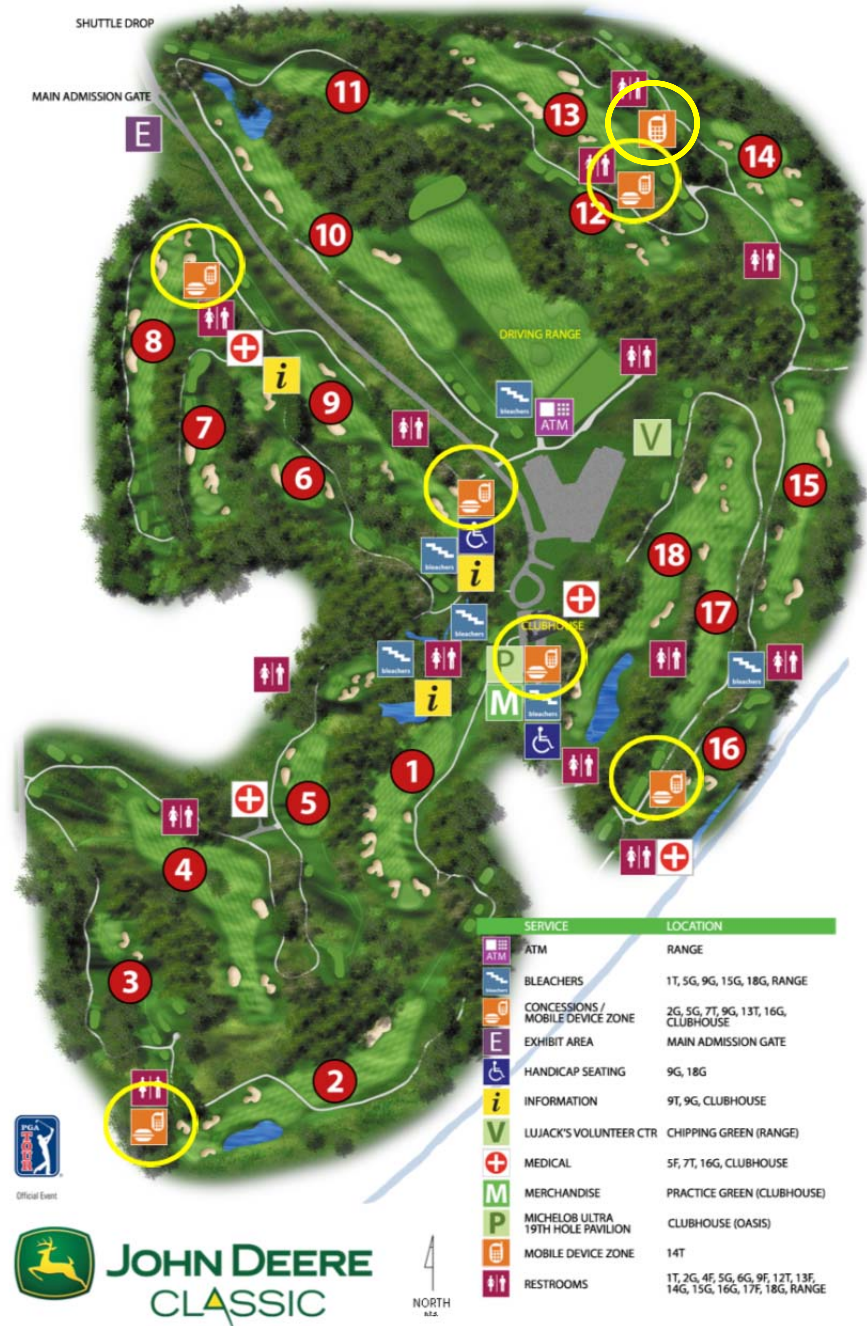 SHUTTLE DROP
MAIN ADMISSION GATE
E
11
13
14
12
10
8
i
9
7
6
DRIVING RANGE
bleachers
ATM
V
15
18
bleachers
i
17
bleachers
CLUBHOUSE
bleachers
P
bleachers
i
M
bleachers
16
1
5
4
3
2
SERVICE LOCATION
ATM ATM RANGE
bleachers BLEACHERS 1T, 5G, 9G, 15G, 18G, RANGE
CONCESSIONS /
MOBILE DEVICE ZONE 2G, 5G, 7T, 9G, 13T, 16G,
CLUBHOUSE
E EXHIBIT AREA MAIN ADMISSION GATE
HANDICAP SEATING 9G, 18G
i INFORMATION 9T, 9G, CLUBHOUSE
V LUJACK'S VOLUNTEER CTR CHIPPING GREEN (RANGE)
MEDICAL 5F, 7T, 16G, CLUBHOUSE
M MERCHANDISE PRACTICE GREEN (CLUBHOUSE)
P MICHELOB ULTRA
19TH HOLE PAVILION CLUBHOUSE (OASIS)
MOBILE DEVICE ZONE 14T
RESTROOMS 1T, 2G, 4F, 5G, 6G, 9F, 12T, 13F,
14G, 15G, 16G, 17F, 18G, RANGE
PGA
TOUR
Official Event
JOHN DEERE
CLASSIC
NORTH